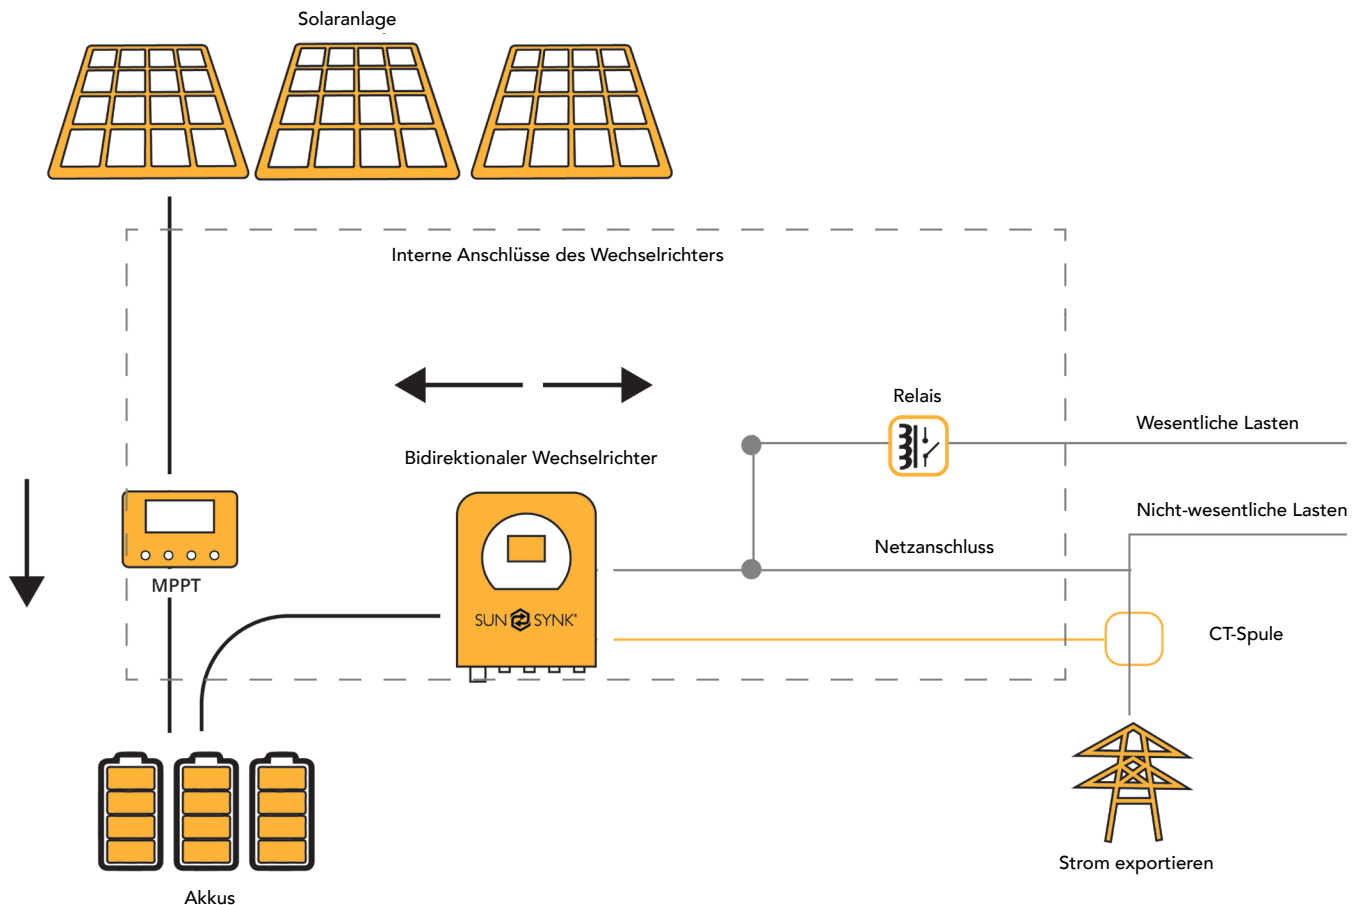 Solaranlage
Interne Anschlüsse des Wechselrichters
Relais
Wesentliche Lasten
Bidirektionaler Wechselrichter
Nicht-wesentliche Lasten
Netzanschluss
MPPT
SUN SYNK®
CT-Spule
Strom exportieren
Akkus